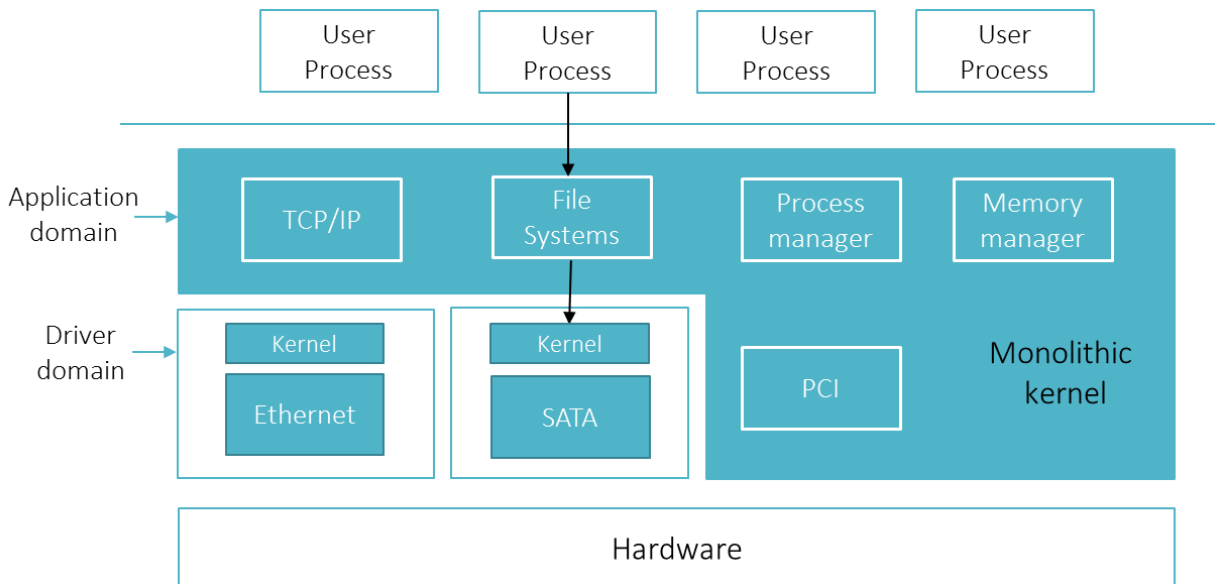 User
Process
User
Process
User
Process
User
Process
Application
domain
TCP/IP
File
Systems
Process
manager
Memory
manager
Driver
domain
Kernel
Ethernet
Kernel
SATA
PCI
Monolithic
kernel
Hardware